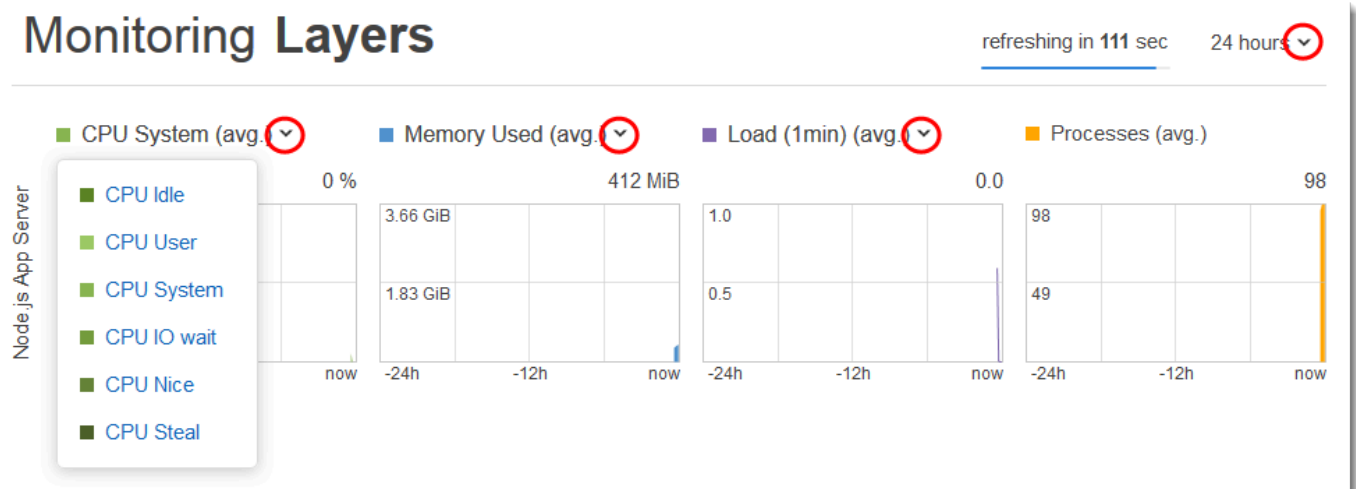 Monitoring Layers
refreshing in 111 sec
24 hours
CPU System (avg.)
Memory Used (avg.)
Load (1min) (avg.)
Processes (avg.)
Node.js App Server
CPU Idle
CPU User
CPU System
CPU IO wait
CPU Nice
CPU Steal
0 %
now
412 MiB
3.66 GiB
1.83 GiB
-24h
-12h
now
0.0
1.0
0.5
-24h
-12h
now
98
98
49
-24h
-12h
now